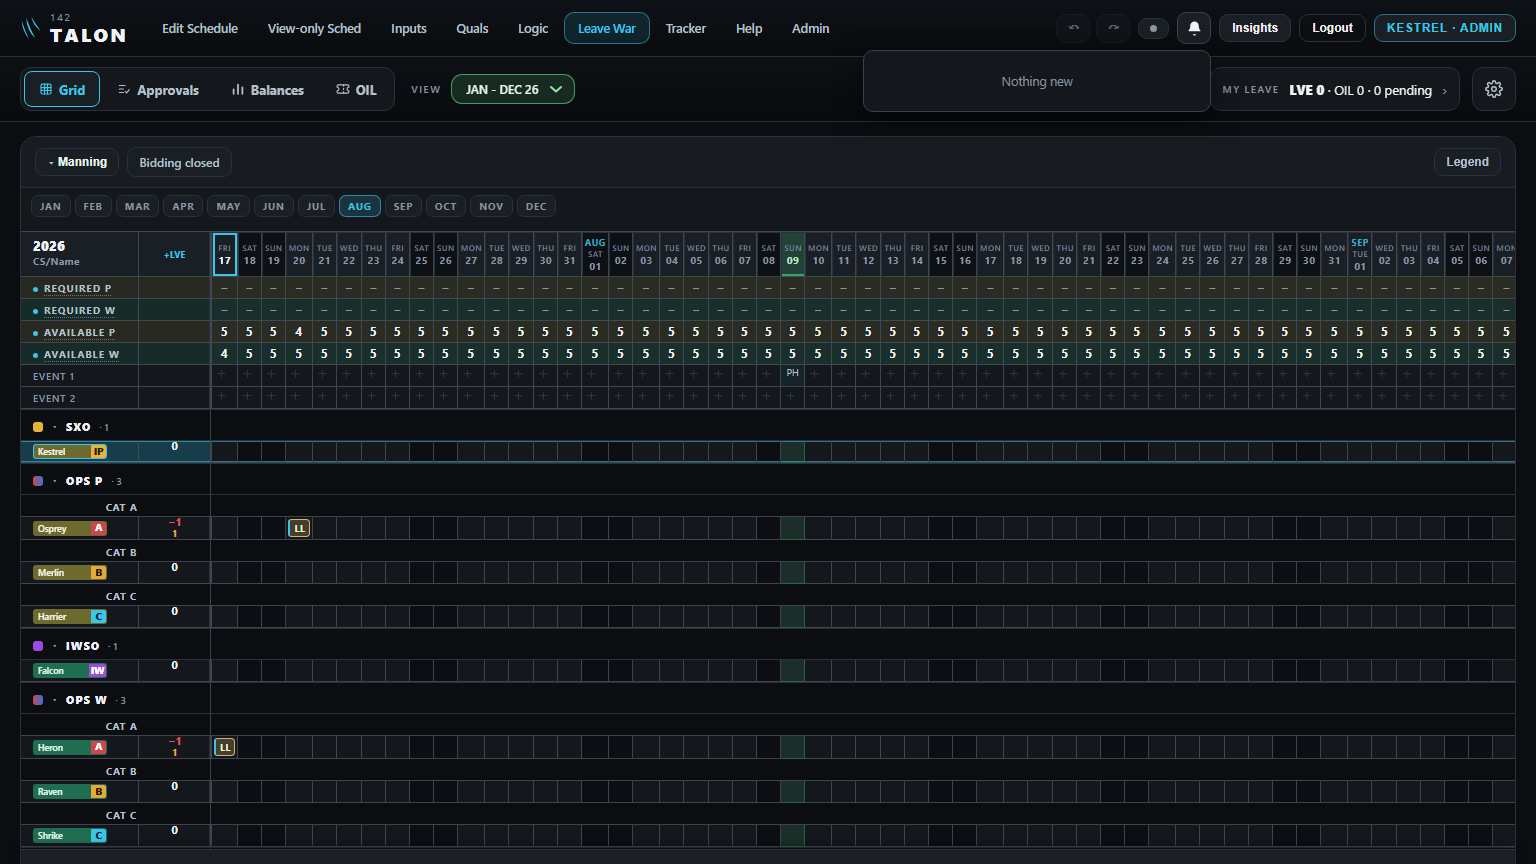 142
TALON
Edit Schedule
View-only Sched
Inputs
Quals
Logic
Leave War
Tracker
Help
Admin
Insights
Logout
KESTREL · ADMIN
Grid
Approvals
Balances
OIL
VIEW
JAN - DEC 26
Nothing new
MY LEAVE LVE 0 · OIL 0 · 0 pending ›
Manning
Bidding closed
Legend
JAN FEB MAR APR MAY JUN JUL AUG SEP OCT NOV DEC
AUG SEP
2026 +LVE FRI SAT SUN MON TUE WED THU FRI SAT SUN MON TUE WED THU FRI SAT SUN MON TUE WED THU FRI SAT SUN MON TUE WED THU FRI SAT SUN MON TUE WED THU FRI SAT SUN MON TUE WED THU FRI SAT SUN MON TUE WED THU FRI SAT SUN MON
CS/Name 17 18 19 20 21 22 23 24 25 26 27 28 29 30 31 01 02 03 04 05 06 07 08 09 10 11 12 13 14 15 16 17 18 19 20 21 22 23 24 25 26 27 28 29 30 31 01 02 03 04 05 06 07
REQUIRED P – – – – – – – – – – – – – – – – – – – – – – – – – – – – – – – – – – – – – – – – – – – – – – – – – – – – –
REQUIRED W – – – – – – – – – – – – – – – – – – – – – – – – – – – – – – – – – – – – – – – – – – – – – – – – – – – – –
AVAILABLE P 5 5 5 4 5 5 5 5 5 5 5 5 5 5 5 5 5 5 5 5 5 5 5 5 5 5 5 5 5 5 5 5 5 5 5 5 5 5 5 5 5 5 5 5 5 5 5 5 5 5 5 5 5
AVAILABLE W 4 5 5 5 5 5 5 5 5 5 5 5 5 5 5 5 5 5 5 5 5 5 5 5 5 5 5 5 5 5 5 5 5 5 5 5 5 5 5 5 5 5 5 5 5 5 5 5 5 5 5 5 5
EVENT 1 + + + + + + + + + + + + + + + + + + + + + + + PH + + + + + + + + + + + + + + + + + + + + + + + + + + + + +
EVENT 2 + + + + + + + + + + + + + + + + + + + + + + + + + + + + + + + + + + + + + + + + + + + + + + + + + + + + +
SXO · 1
Kestrel IP 0
OPS P · 3
CAT A
Osprey A −1 1 LL
CAT B
Merlin B 0
CAT C
Harrier C 0
IWSO · 1
Falcon IW 0
OPS W · 3
CAT A
Heron A −1 1 LL
CAT B
Raven B 0
CAT C
Shrike C 0